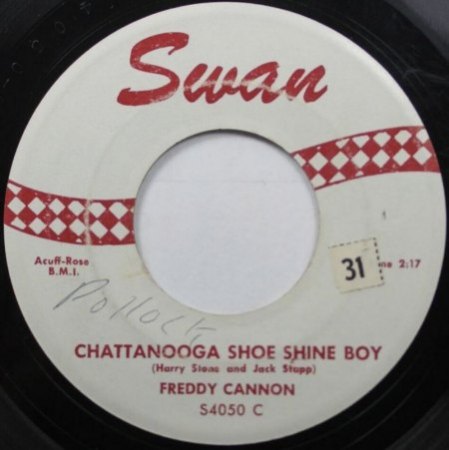 Swan
Acuff-Rose
B.M.I.
31
2:17
Pollock
CHATTANOOGA SHOE SHINE BOY
(Harry Stone and Jack Stapp)
FREDDY CANNON
S4050 C